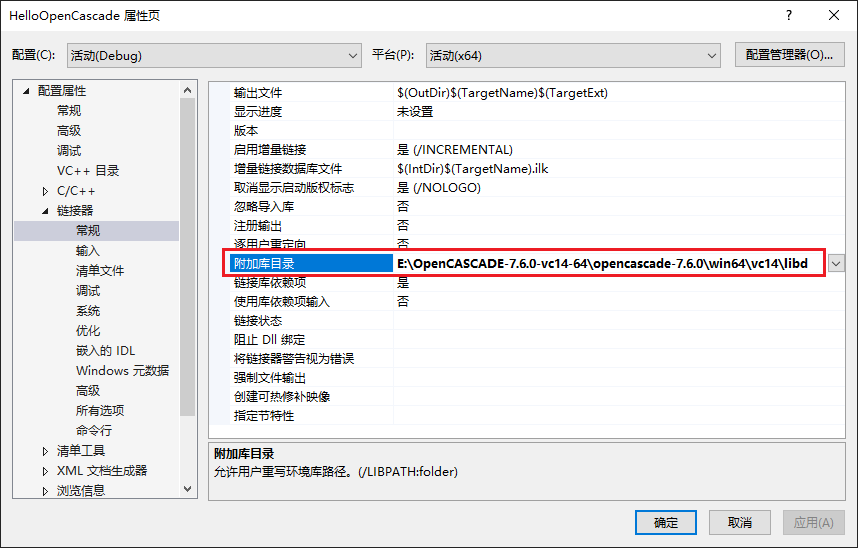 HelloOpenCascade 属性页
配置(C): 活动(Debug) 平台(P): 活动(x64) 配置管理器(O)...
配置属性
常规
高级
调试
VC++ 目录
C/C++
链接器
常规
输入
清单文件
调试
系统
优化
嵌入的 IDL
Windows 元数据
高级
所有选项
命令行
清单工具
XML 文档生成器
浏览信息
输出文件 $(OutDir)$(TargetName)$(TargetExt)
显示进度 未设置
版本
启用增量链接 是 (/INCREMENTAL)
增量链接数据库文件 $(IntDir)$(TargetName).ilk
取消显示启动版权标志 是 (/NOLOGO)
忽略导入库 否
注册输出 否
逐用户重定向 否
附加库目录 E:\OpenCASCADE-7.6.0-vc14-64\opencascade-7.6.0\win64\vc14\libd
链接库依赖项 是
使用库依赖项输入 否
链接状态
阻止 Dll 绑定
将链接器警告视为错误
强制文件输出
创建可热修补映像
指定节特性
附加库目录
允许用户重写环境库路径。(/LIBPATH:folder)
确定 取消 应用(A)